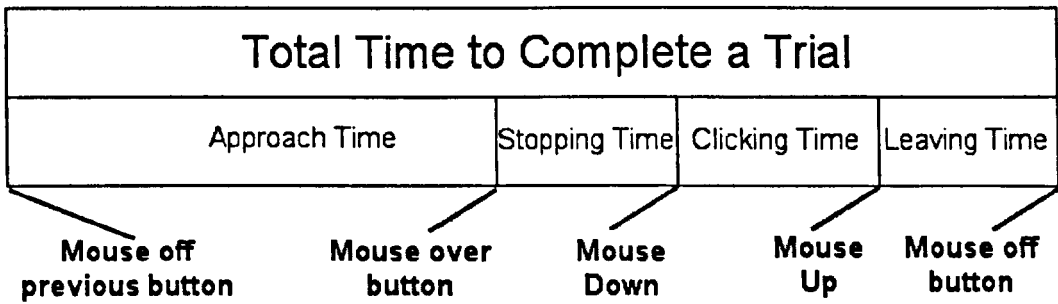 Total Time to Complete a Trial
Approach Time
Stopping Time
Clicking Time
Leaving Time
Mouse off
previous button
Mouse over
button
Mouse
Down
Mouse
Up
Mouse off
button